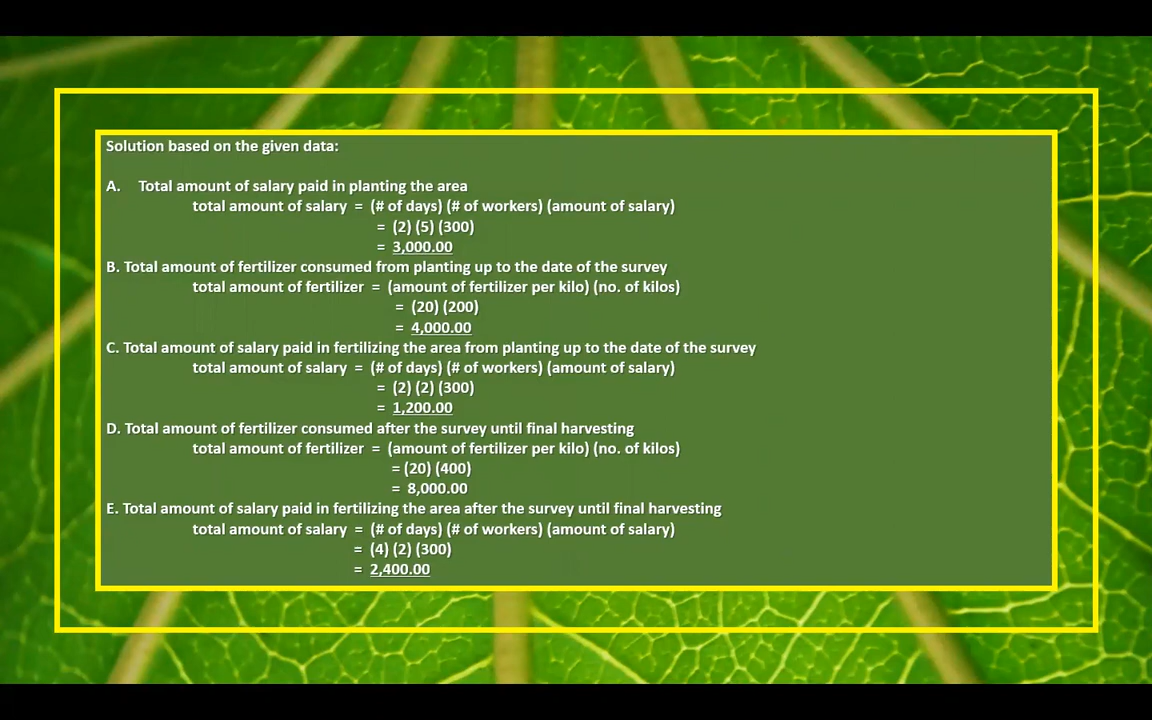 Solution based on the given data:
A. Total amount of salary paid in planting the area
total amount of salary = (# of days) (# of workers) (amount of salary)
= (2) (5) (300)
= 3,000.00
B. Total amount of fertilizer consumed from planting up to the date of the survey
total amount of fertilizer = (amount of fertilizer per kilo) (no. of kilos)
= (20) (200)
= 4,000.00
C. Total amount of salary paid in fertilizing the area from planting up to the date of the survey
total amount of salary = (# of days) (# of workers) (amount of salary)
= (2) (2) (300)
= 1,200.00
D. Total amount of fertilizer consumed after the survey until final harvesting
total amount of fertilizer = (amount of fertilizer per kilo) (no. of kilos)
= (20) (400)
= 8,000.00
E. Total amount of salary paid in fertilizing the area after the survey until final harvesting
total amount of salary = (# of days) (# of workers) (amount of salary)
= (4) (2) (300)
= 2,400.00